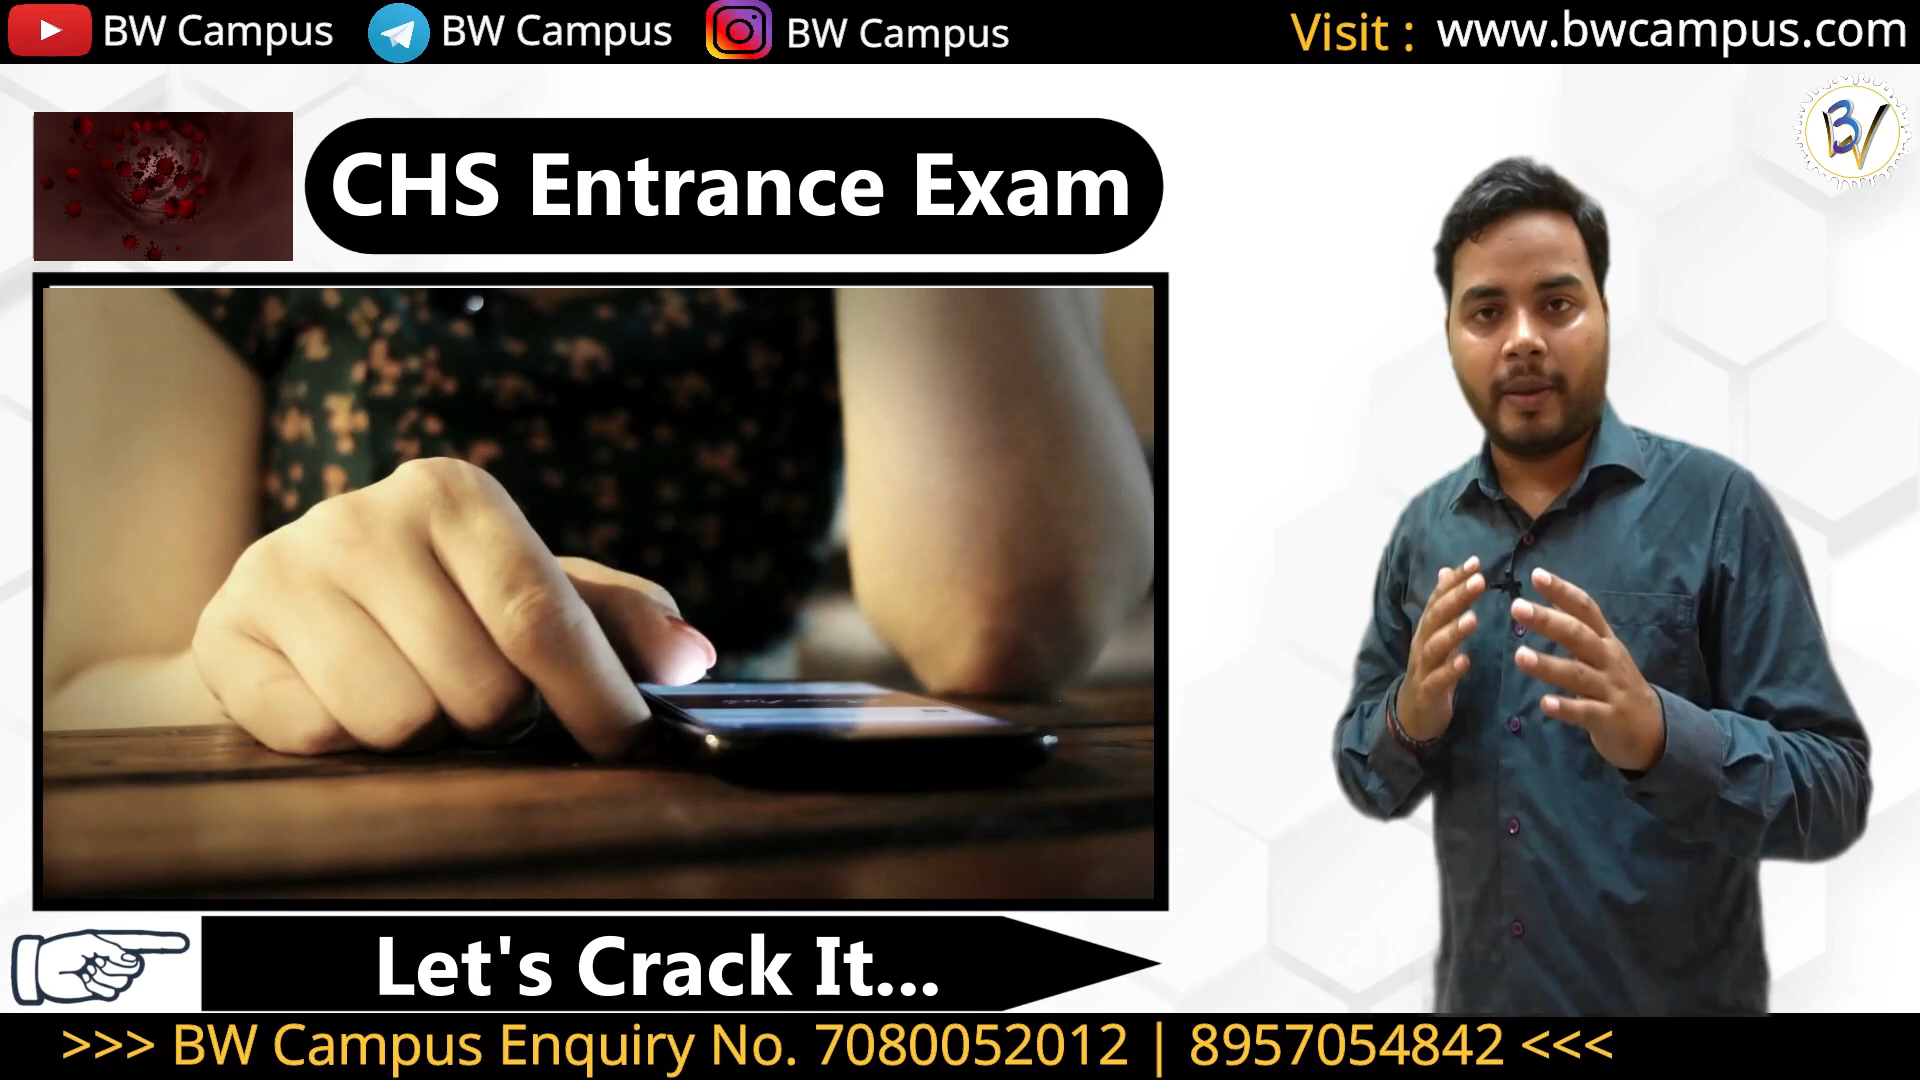 BW Campus BW Campus BW Campus Visit : www.bwcampus.com
BW
CHS Entrance Exam
Let's Crack It...
>>> BW Campus Enquiry No. 7080052012 | 8957054842 <<<